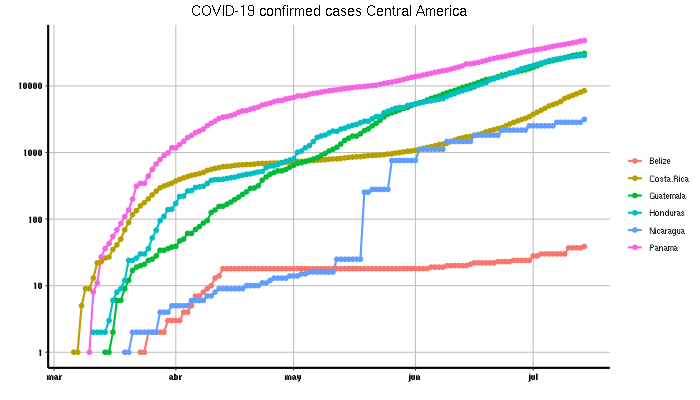 COVID-19 confirmed cases Central America
10000
1000
100
10
1
mar
abr
may
jun
jul
Belize
Costa.Rica
Guatemala
Honduras
Nicaragua
Panama